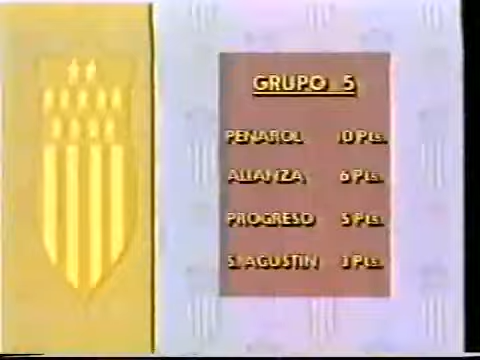 GRUPO 5
PEÑAROL 10 Pts.
ALIANZA 6 Pts.
PROGRESO 5 Pts.
S. AGUSTIN 3 Pts.